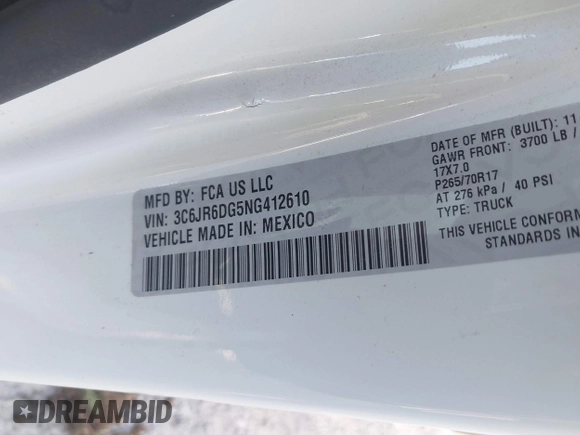 MFD BY: FCA US LLC
VIN: 3C6JR6DG5NG412610
VEHICLE MADE IN: MEXICO
DATE OF MFR (BUILT): 11
GAWR FRONT: 3700 LB /
17X7.0
P265/70R17
AT 276 kPa / 40 PSI
TYPE: TRUCK
THIS VEHICLE CONFORM
STANDARDS IN
DREAMBID